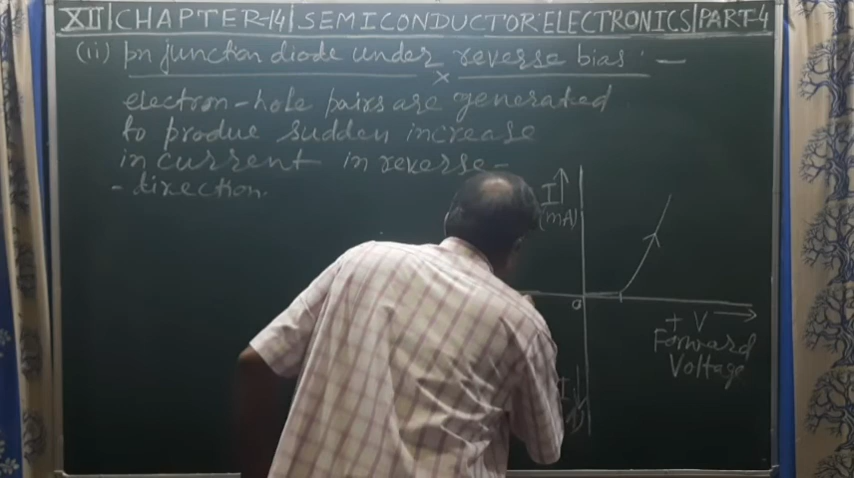 XII|CHAPTER-14|SEMICONDUCTOR ELECTRONICS|PART-4
(ii) pn junction diode under reverse bias: —
x
electron-hole pairs are generated
to produe sudden increase
in current in reverse-
-direction.
I↑
(mA)
O
+ V →
Forward
Voltage
I